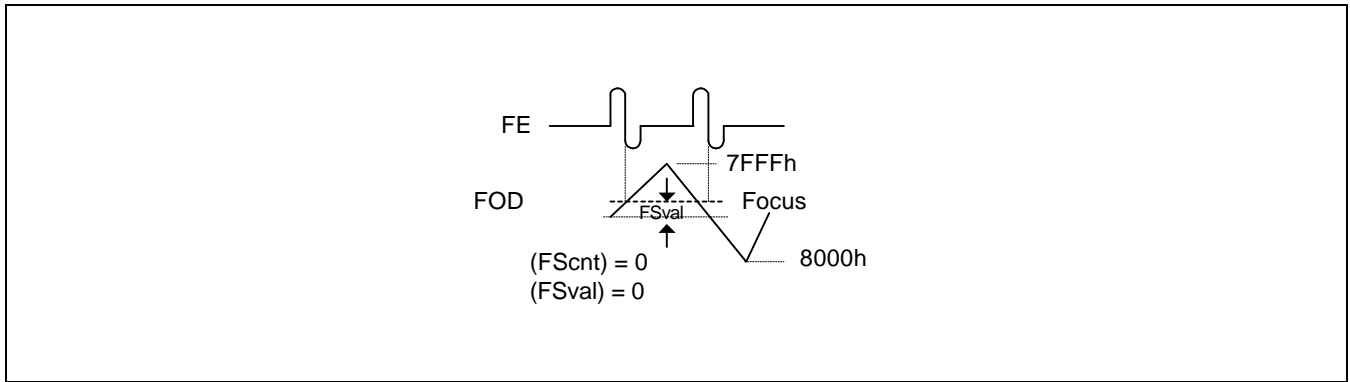 FE
7FFFh
FOD
FSval
Focus
8000h
(FScnt) = 0
(FSval) = 0